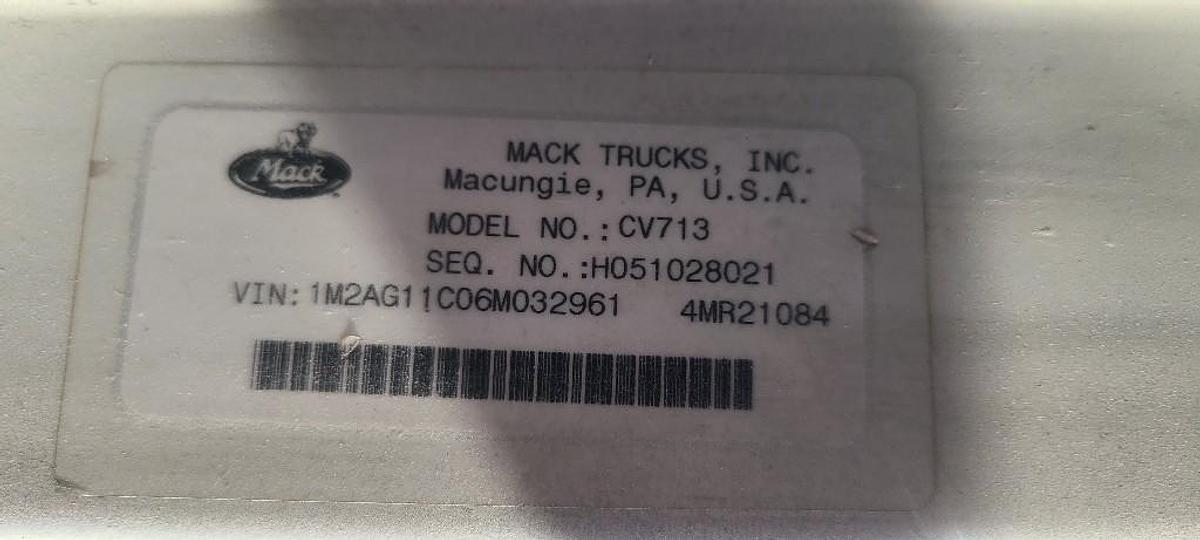 Mack
MACK TRUCKS, INC.
Macungie, PA, U.S.A.
MODEL NO.: CV713
SEQ. NO.:H051028021
VIN: 1M2AG11C06M032961 4MR21084